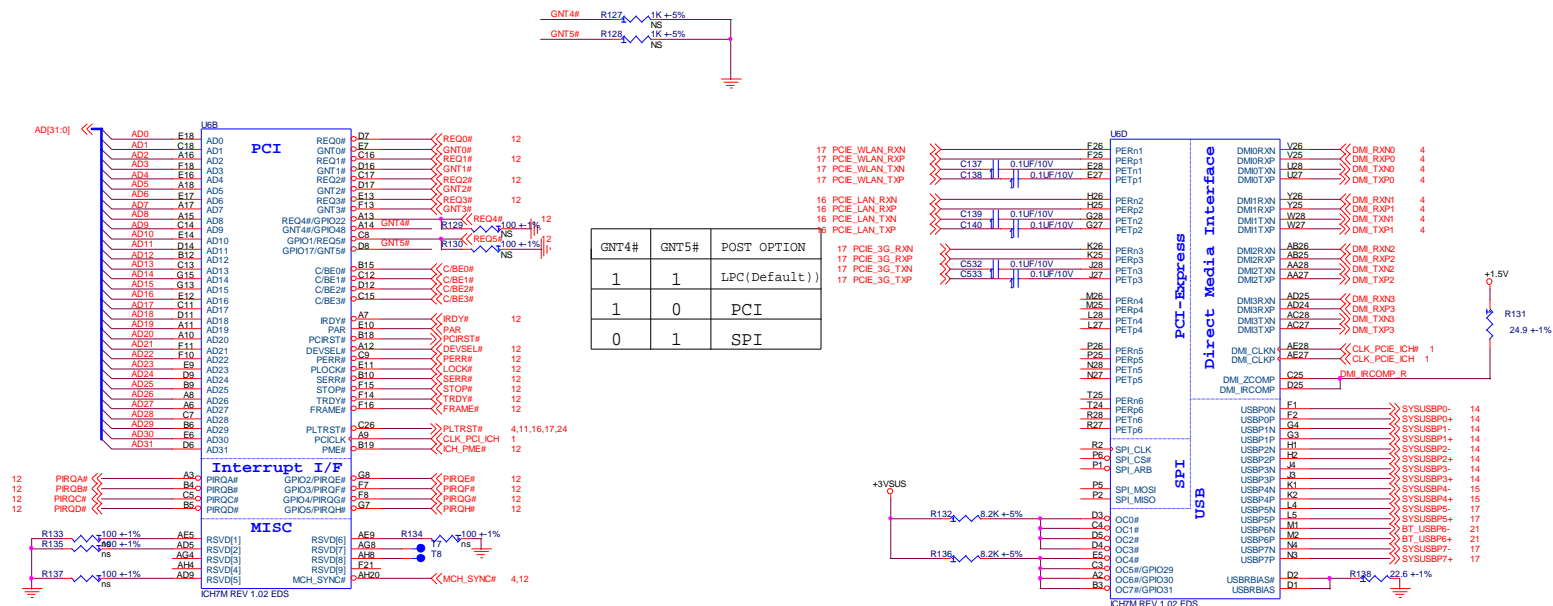 GNT4# R127 1K +-5%
NS
GNT5# R128 1K +-5%
NS
U6B
AD[31:0]
PCI
AD0 E18 AD0 REQ0# D7 REQ0# 12
AD1 C18 AD1 GNT0# E7 GNT0#
AD2 A16 AD2 REQ1# C16 REQ1# 12
AD3 F18 AD3 GNT1# D16 GNT1#
AD4 E16 AD4 REQ2# C17 REQ2# 12
AD5 A18 AD5 GNT2# D17 GNT2#
AD6 E17 AD6 REQ3# E13 REQ3# 12
AD7 A17 AD7 GNT3# F13 GNT3#
AD8 A15 AD8 REQ4#/GPIO22 A13 REQ4# 12
AD9 C14 AD9 GNT4#/GPIO48 A14 GNT4# R129 100 +-1%
NS
AD10 E14 AD10 GPIO1/REQ5# C8 REQ5# 12
AD11 D14 AD11 GPIO17/GNT5# D8 GNT5# R130 100 +-1%
NS
AD12 B12 AD12
AD13 C13 AD13 C/BE0# B15 C/BE0# 12
AD14 G15 AD14 C/BE1# C12 C/BE1# 12
AD15 G13 AD15 C/BE2# D12 C/BE2# 12
AD16 E12 AD16 C/BE3# C15 C/BE3# 12
AD17 C11 AD17
AD18 D11 AD18 IRDY# A7 IRDY# 12
AD19 A11 AD19 PAR E10 PAR
AD20 A10 AD20 PCIRST# B18 PCIRST#
AD21 F11 AD21 DEVSEL# A12 DEVSEL# 12
AD22 F10 AD22 PERR# C9 PERR# 12
AD23 E9 AD23 PLOCK# E11 LOCK# 12
AD24 D9 AD24 SERR# B10 SERR# 12
AD25 B9 AD25 STOP# F15 STOP# 12
AD26 A8 AD26 TRDY# F14 TRDY# 12
AD27 A6 AD27 FRAME# F16 FRAME# 12
AD28 C7 AD28
AD29 B6 AD29 PLTRST# C26 PLTRST# 4,11,16,17,24
AD30 E6 AD30 PCICLK A9 CLK_PCI_ICH 1
AD31 D6 AD31 PME# B19 ICH_PME# 12
Interrupt I/F
12 PIRQA# A3 PIRQA# GPIO2/PIRQE# G8 PIRQE# 12
12 PIRQB# B4 PIRQB# GPIO3/PIRQF# F7 PIRQF# 12
12 PIRQC# C5 PIRQC# GPIO4/PIRQG# F8 PIRQG# 12
12 PIRQD# B5 PIRQD# GPIO5/PIRQH# G7 PIRQH# 12
MISC
R133 100 +-1% AE5 RSVD[1] RSVD[6] AE9 R134 100 +-1%
ns
R135 100 +-1% AD5 RSVD[2] RSVD[7] AG8 T7 ns
ns
AG4 RSVD[3] RSVD[8] AH8 T8
AH4 RSVD[4] RSVD[9] F21
R137 100 +-1% AD9 RSVD[5] MCH_SYNC# AH20 MCH_SYNC# 4,12
ns
ICH7M REV 1.02 EDS
GNT4# GNT5# POST OPTION
1 1 LPC(Default))
1 0 PCI
0 1 SPI
U6D
PCI-Express
Direct Media Interface
17 PCIE_WLAN_RXN F26 PERn1 DMI0RXN V26 DMI_RXN0 4
17 PCIE_WLAN_RXP F25 PERp1 DMI0RXP V25 DMI_RXP0 4
17 PCIE_WLAN_TXN C137 0.1UF/10V E28 PETn1 DMI0TXN U28 DMI_TXN0 4
17 PCIE_WLAN_TXP C138 0.1UF/10V E27 PETp1 DMI0TXP U27 DMI_TXP0 4
16 PCIE_LAN_RXN H26 PERn2 DMI1RXN Y26 DMI_RXN1 4
16 PCIE_LAN_RXP H25 PERp2 DMI1RXP Y25 DMI_RXP1 4
16 PCIE_LAN_TXN C139 0.1UF/10V G28 PETn2 DMI1TXN W28 DMI_TXN1 4
16 PCIE_LAN_TXP C140 0.1UF/10V G27 PETp2 DMI1TXP W27 DMI_TXP1 4
17 PCIE_3G_RXN K26 PERn3 DMI2RXN AB26 DMI_RXN2
17 PCIE_3G_RXP K25 PERp3 DMI2RXP AB25 DMI_RXP2
17 PCIE_3G_TXN C532 0.1UF/10V J28 PETn3 DMI2TXN AA28 DMI_TXN2
17 PCIE_3G_TXP C533 0.1UF/10V J27 PETp3 DMI2TXP AA27 DMI_TXP2
+1.5V
M26 PERn4 DMI3RXN AD25 DMI_RXN3
M25 PERp4 DMI3RXP AD24 DMI_RXP3
L28 PETn4 DMI3TXN AC28 DMI_TXN3
L27 PETp4 DMI3TXP AC27 DMI_TXP3
R131
24.9 +-1%
P26 PERn5 DMI_CLKN AE28 CLK_PCIE_ICH# 1
P25 PERp5 DMI_CLKP AE27 CLK_PCIE_ICH 1
N28 PETn5
N27 PETp5 DMI_ZCOMP C25 DMI_IRCOMP_R
DMI_IRCOMP D25
T25 PERn6
T24 PERp6
R28 PETn6
R27 PETp6
SPI
USB
USBP0N F1 SYSUSBP0- 14
USBP0P F2 SYSUSBP0+ 14
USBP1N G4 SYSUSBP1- 14
USBP1P G3 SYSUSBP1+ 14
R2 SPI_CLK USBP2N H1 SYSUSBP2- 14
P6 SPI_CS# USBP2P H2 SYSUSBP2+ 14
P1 SPI_ARB USBP3N J4 SYSUSBP3- 14
USBP3P J3 SYSUSBP3+ 14
P5 SPI_MOSI USBP4N K1 SYSUSBP4- 15
P2 SPI_MISO USBP4P K2 SYSUSBP4+ 15
USBP5N L4 SYSUSBP5- 17
USBP5P L5 SYSUSBP5+ 17
USBP6N M1 BT_USBP6- 21
USBP6P M2 BT_USBP6+ 21
USBP7N N4 SYSUSBP7- 17
USBP7P N3 SYSUSBP7+ 17
+3VSUS
R132 8.2K +-5% D3 OC0#
C4 OC1#
D5 OC2#
D4 OC3#
R136 8.2K +-5% E5 OC4#
C3 OC5#/GPIO29
A2 OC6#/GPIO30 USBRBIAS# D2 R138 22.6 +-1%
B3 OC7#/GPIO31 USBRBIAS D1
ICH7M REV 1.02 EDS